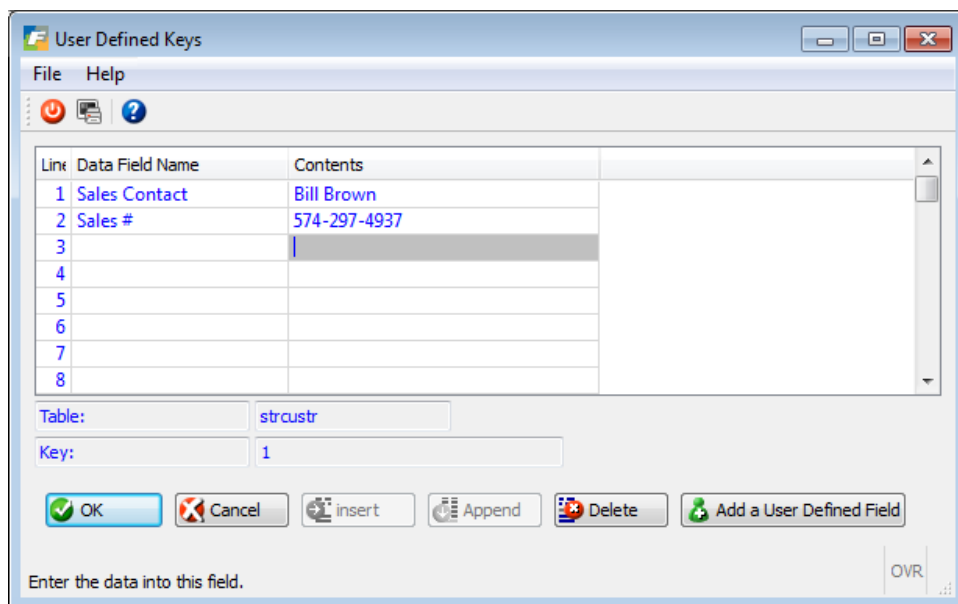 User Defined Keys
File Help
Line Data Field Name Contents
1 Sales Contact Bill Brown
2 Sales # 574-297-4937
3
4
5
6
7
8
Table: strcustr
Key: 1
OK Cancel insert Append Delete Add a User Defined Field
Enter the data into this field. OVR